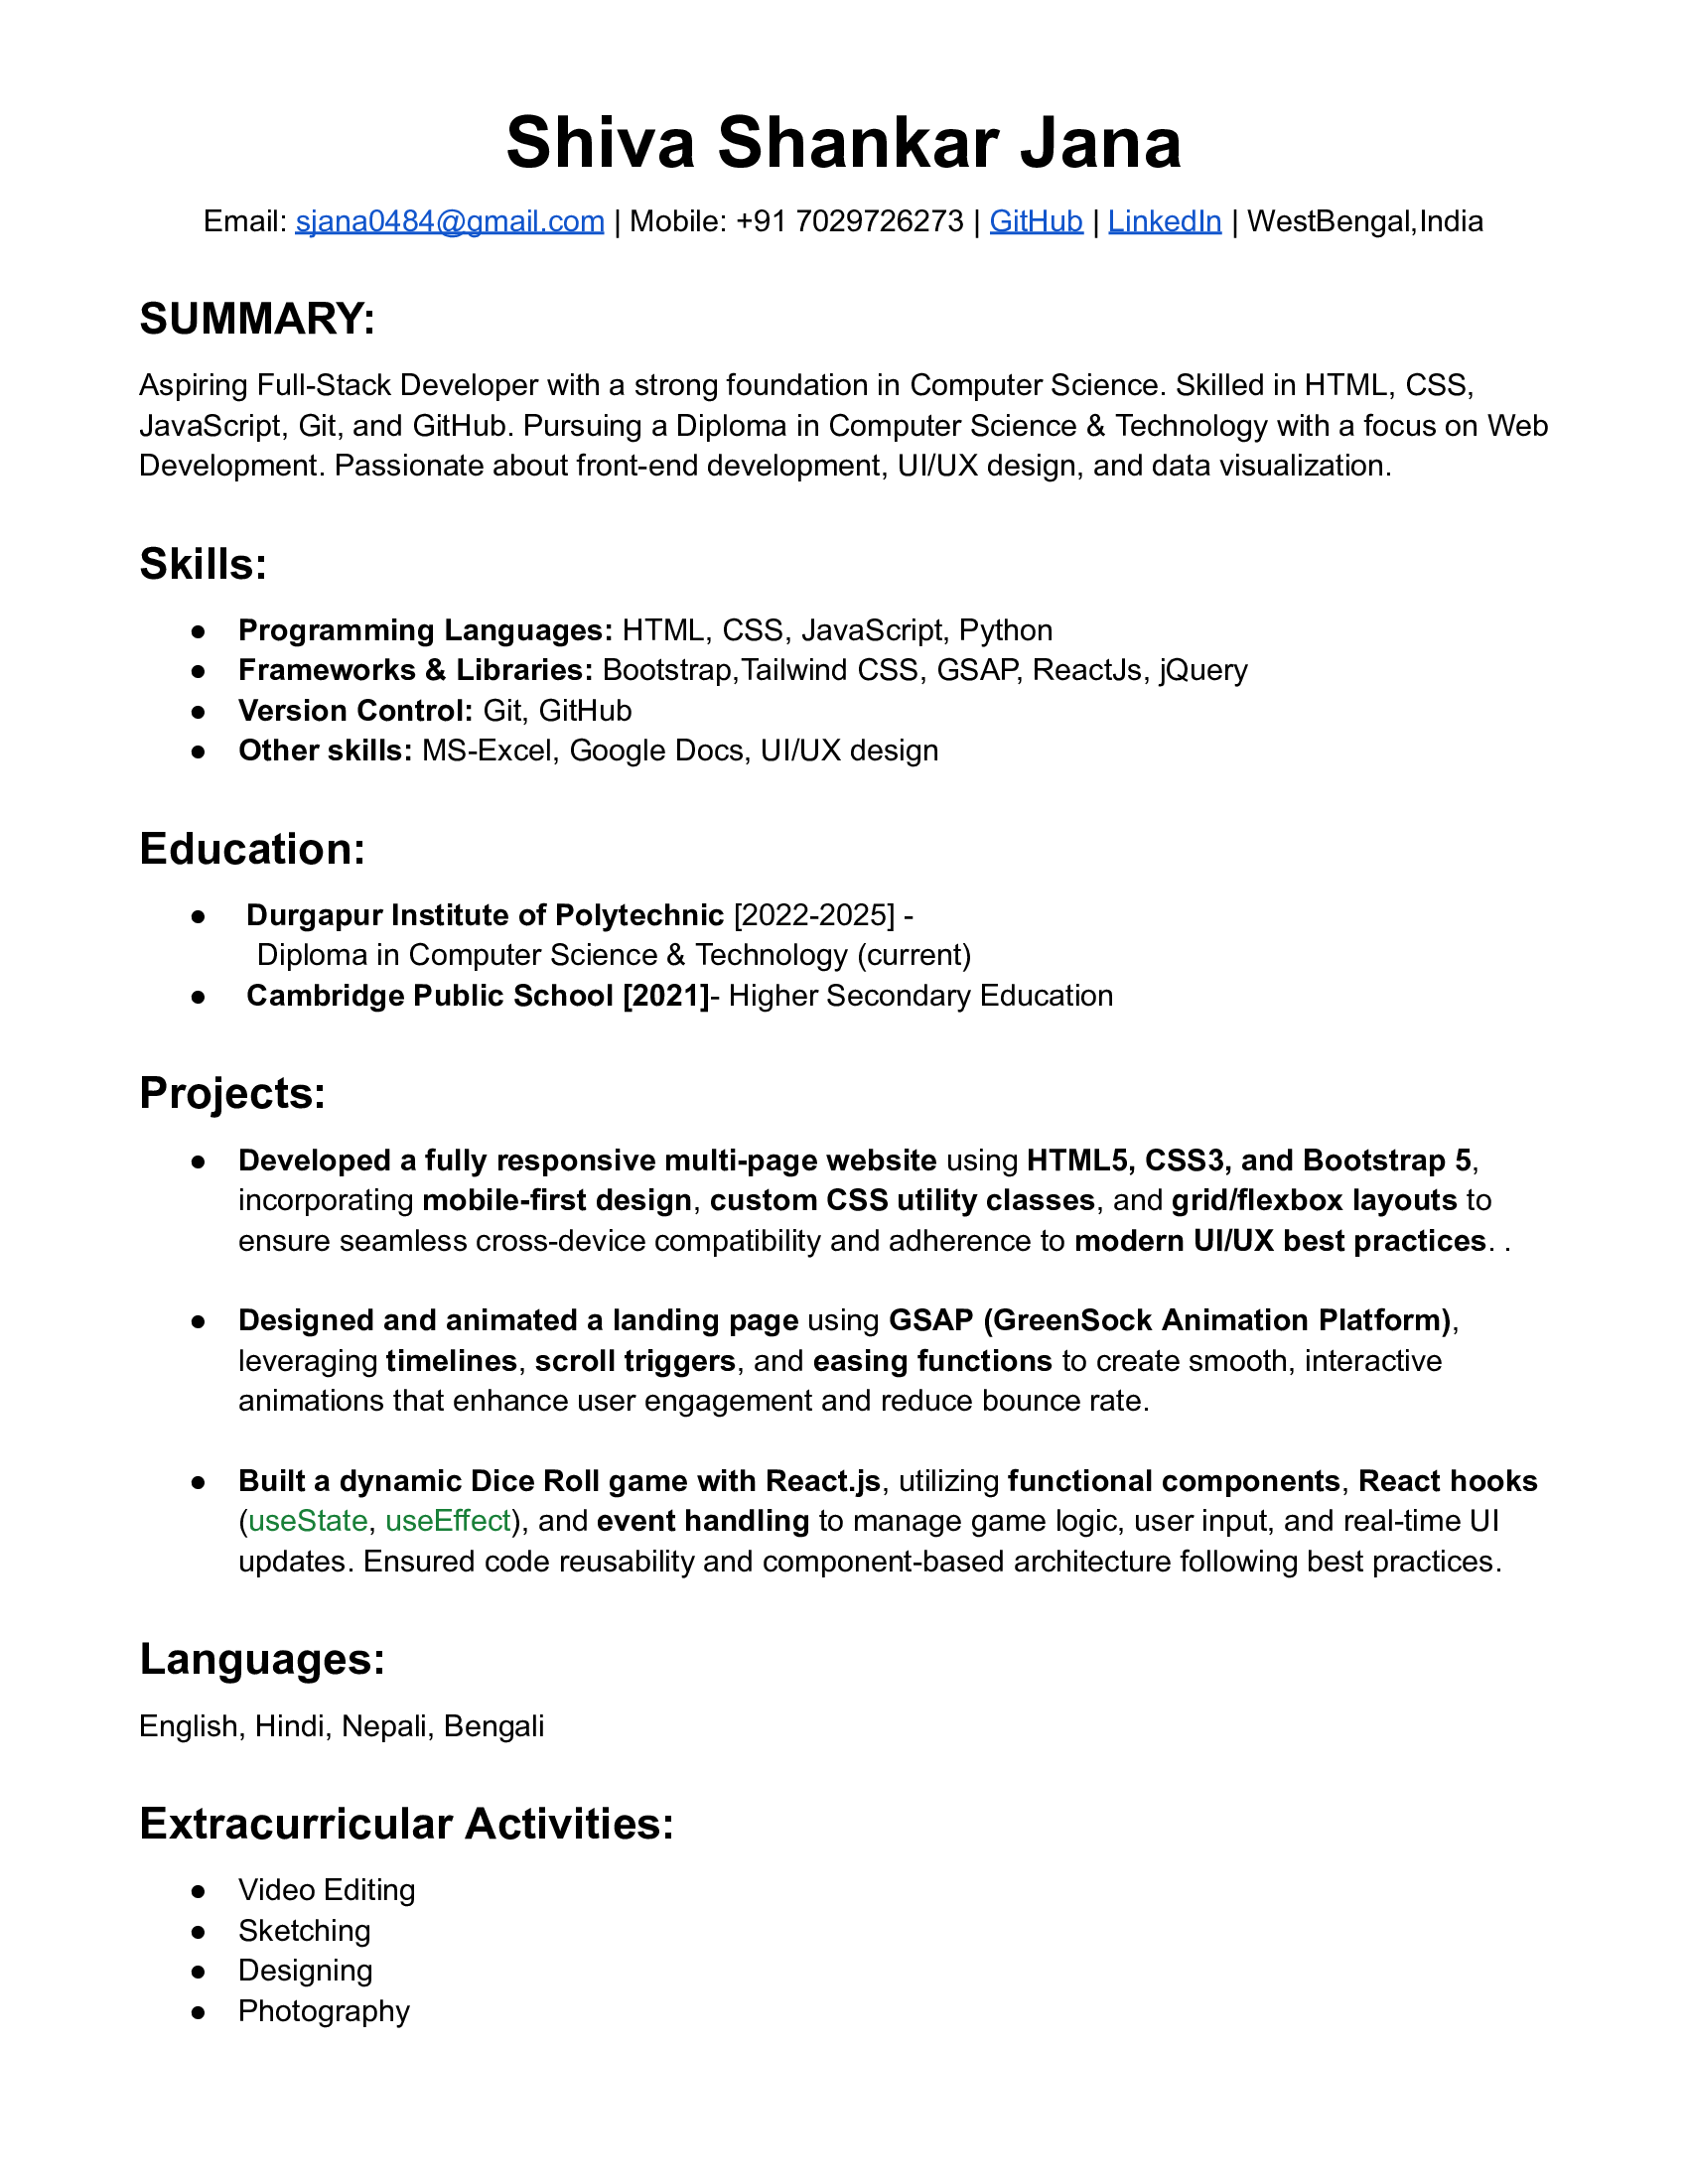 Shiva Shankar Jana
Email: sjana0484@gmail.com | Mobile: +91 7029726273 | GitHub | LinkedIn | WestBengal,India
SUMMARY:
Aspiring Full-Stack Developer with a strong foundation in Computer Science. Skilled in HTML, CSS,
JavaScript, Git, and GitHub. Pursuing a Diploma in Computer Science & Technology with a focus on Web
Development. Passionate about front-end development, UI/UX design, and data visualization.
Skills:
● Programming Languages: HTML, CSS, JavaScript, Python
● Frameworks & Libraries: Bootstrap,Tailwind CSS, GSAP, ReactJs, jQuery
● Version Control: Git, GitHub
● Other skills: MS-Excel, Google Docs, UI/UX design
Education:
● Durgapur Institute of Polytechnic [2022-2025] -
Diploma in Computer Science & Technology (current)
● Cambridge Public School [2021]- Higher Secondary Education
Projects:
● Developed a fully responsive multi-page website using HTML5, CSS3, and Bootstrap 5,
incorporating mobile-first design, custom CSS utility classes, and grid/flexbox layouts to
ensure seamless cross-device compatibility and adherence to modern UI/UX best practices. .
● Designed and animated a landing page using GSAP (GreenSock Animation Platform),
leveraging timelines, scroll triggers, and easing functions to create smooth, interactive
animations that enhance user engagement and reduce bounce rate.
● Built a dynamic Dice Roll game with React.js, utilizing functional components, React hooks
(useState, useEffect), and event handling to manage game logic, user input, and real-time UI
updates. Ensured code reusability and component-based architecture following best practices.
Languages:
English, Hindi, Nepali, Bengali
Extracurricular Activities:
● Video Editing
● Sketching
● Designing
● Photography